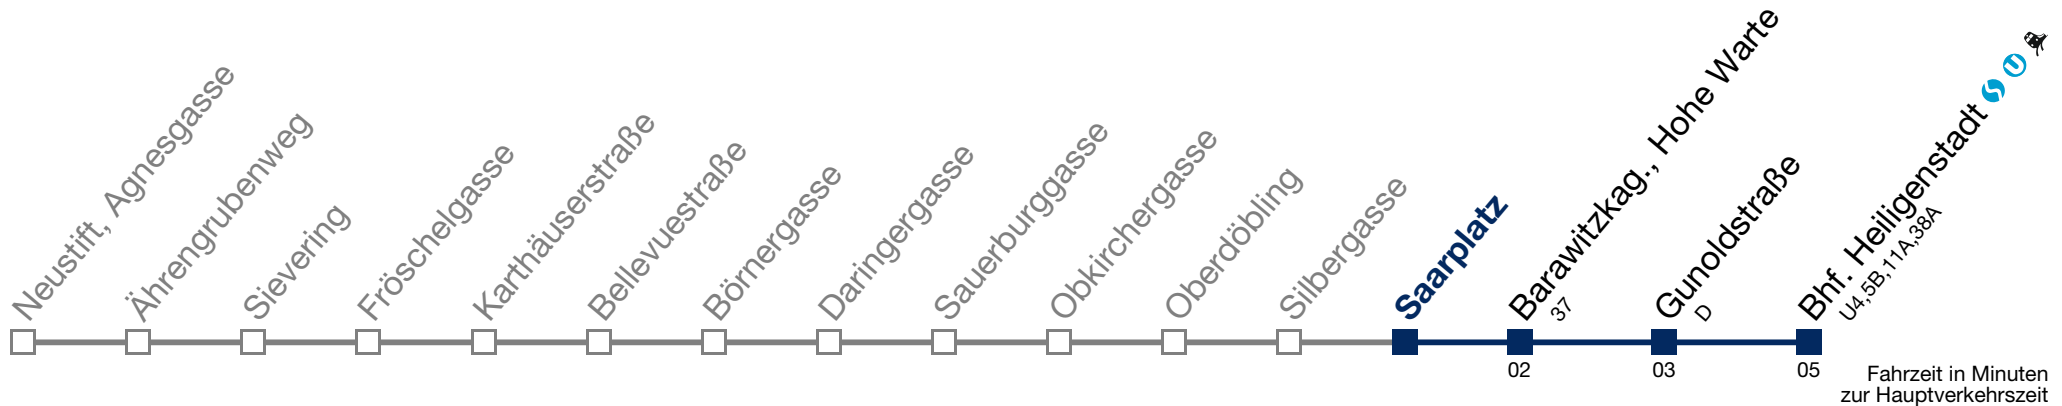 Neustift, Agnesgasse
Ährengrubenweg
Sievering
Fröschelgasse
Karthäuserstraße
Bellevuestraße
Börnergasse
Daringergasse
Sauerburggasse
Obkirchergasse
Oberdöbling
Silbergasse
Saarplatz
Barawitzkag., Hohe Warte
37
Gunoldstraße
D
Bhf. Heiligenstadt
U4,5B,11A,38A
02
03
05
Fahrzeit in Minuten
zur Hauptverkehrszeit